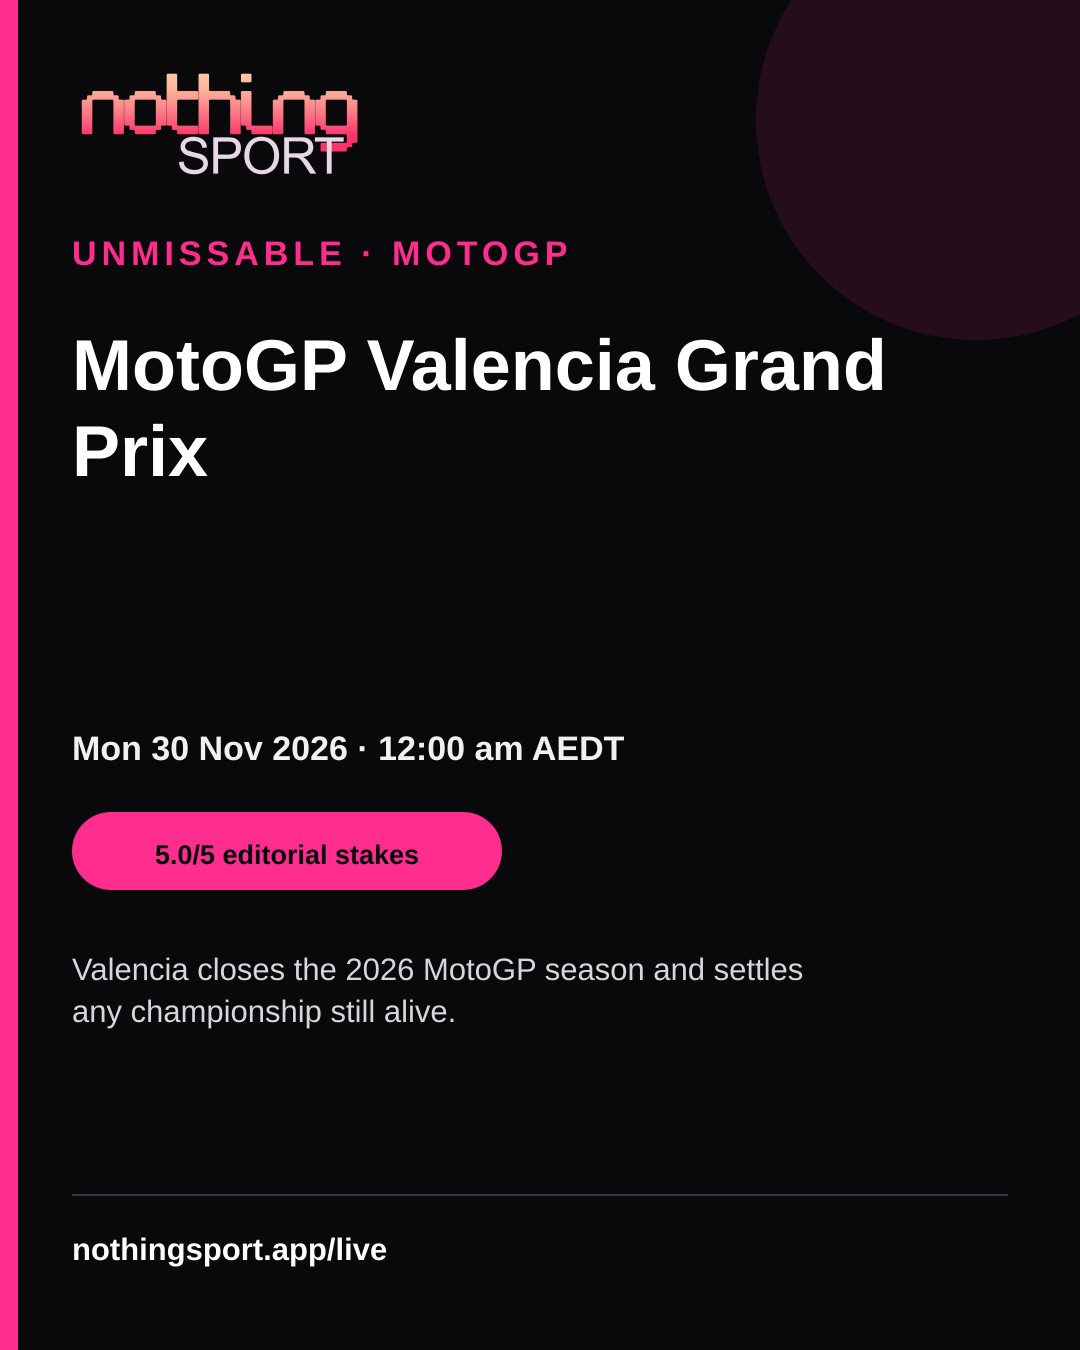 nothing
SPORT
UNMISSABLE · MOTOGP
MotoGP Valencia Grand
Prix
Mon 30 Nov 2026 · 12:00 am AEDT
5.0/5 editorial stakes
Valencia closes the 2026 MotoGP season and settles
any championship still alive.
nothingsport.app/live